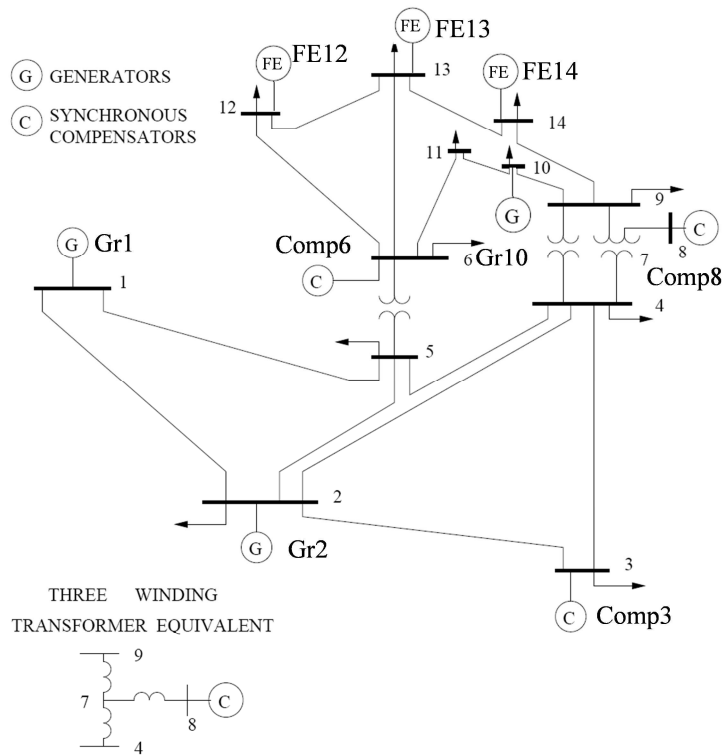 FE13
FE
FE12
FE
13
FE
FE14
G
GENERATORS
12
C
SYNCHRONOUS
COMPENSATORS
14
11
10
G
9
C
8
G
Gr1
Comp6
C
6
Gr10
7
Comp8
1
4
5
2
G
Gr2
3
C
Comp3
THREE WINDING
TRANSFORMER EQUIVALENT
9
7
C
8
4